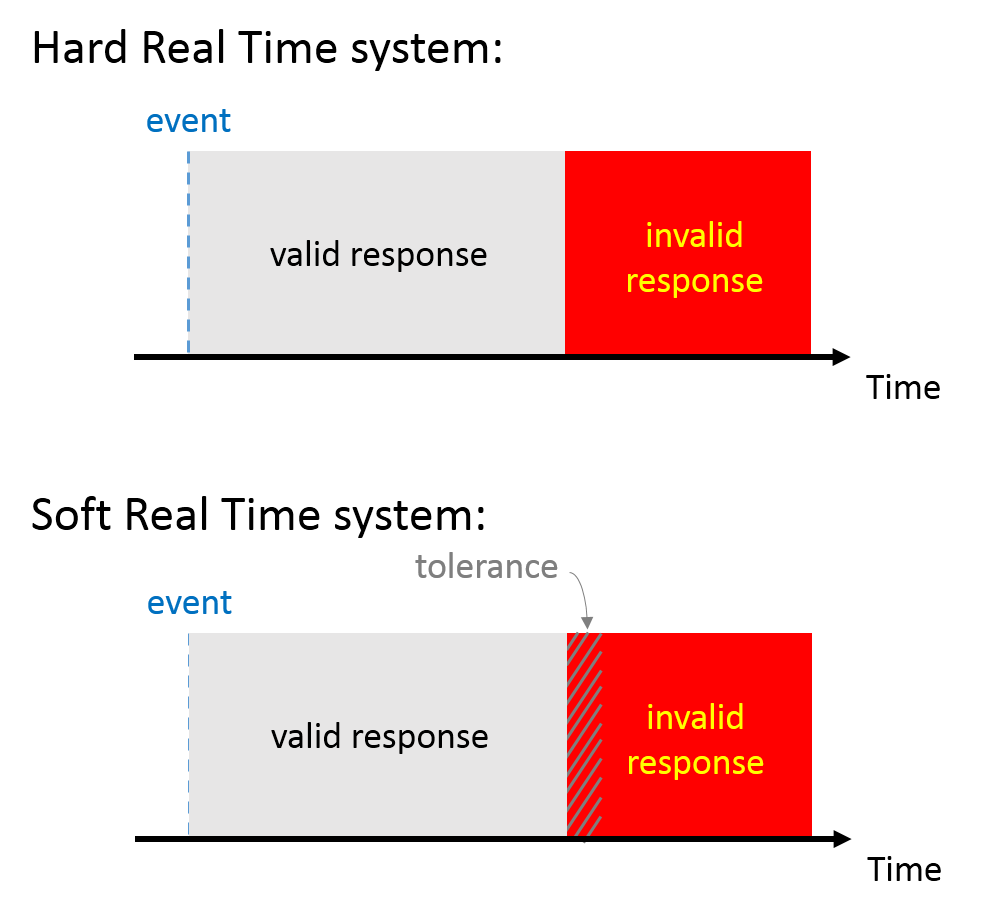 Hard Real Time system:
event
valid response
invalid
response
Time
Soft Real Time system:
tolerance
event
valid response
invalid
response
Time